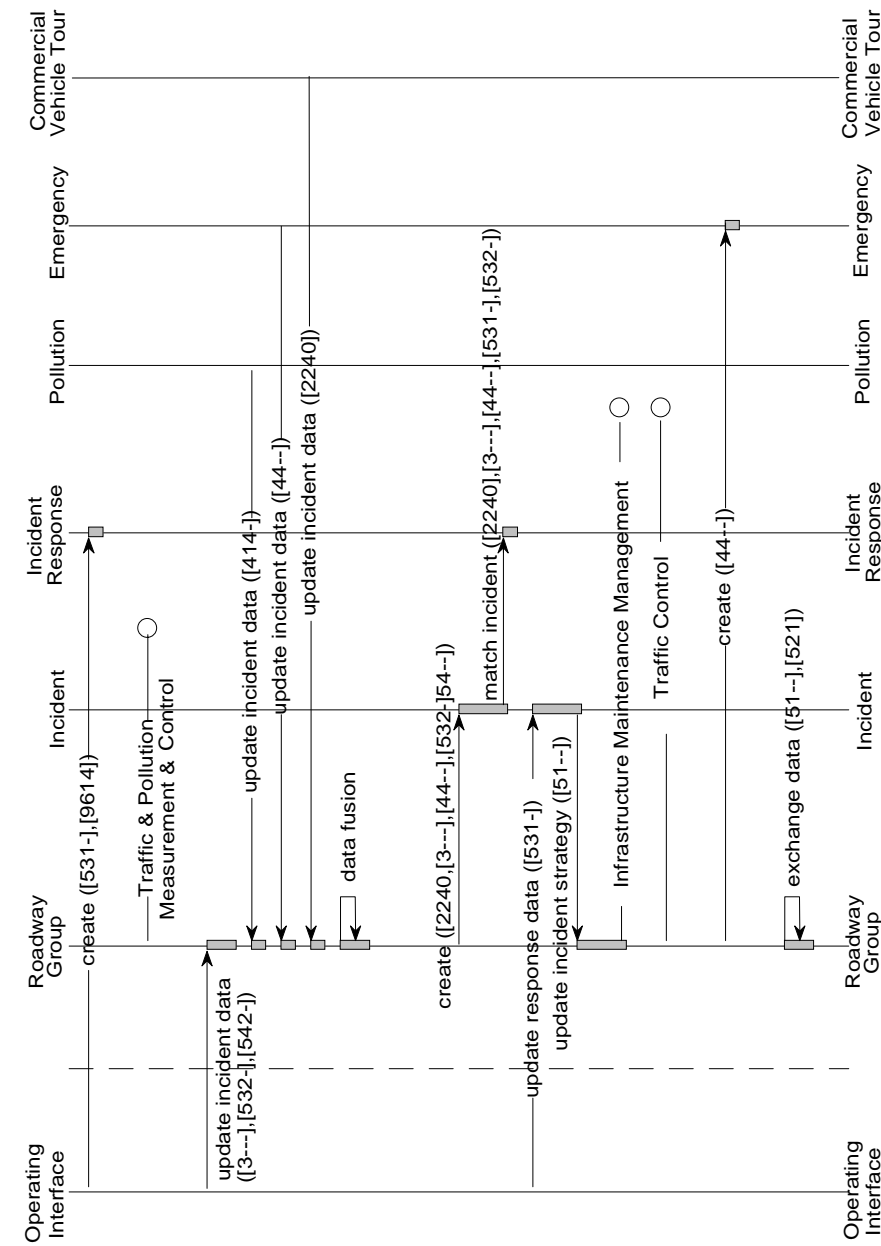 Operating
Interface
Roadway
Group
Incident
Incident
Response
Pollution
Emergency
Commercial
Vehicle Tour
create ([531-],[9614])
Traffic & Pollution
Measurement & Control
update incident data
([3---],[532-],[542-])
update incident data ([414-])
update incident data ([44--])
update incident data ([2240])
data fusion
create ([2240,[3---],[44--],[532-]54--])
match incident ([2240],[3---],[44--],[531-],[532-])
update response data ([531-])
update incident strategy ([51--])
Infrastructure Maintenance Management
Traffic Control
create ([44--])
exchange data ([51--],[521])
Operating
Interface
Roadway
Group
Incident
Incident
Response
Pollution
Emergency
Commercial
Vehicle Tour